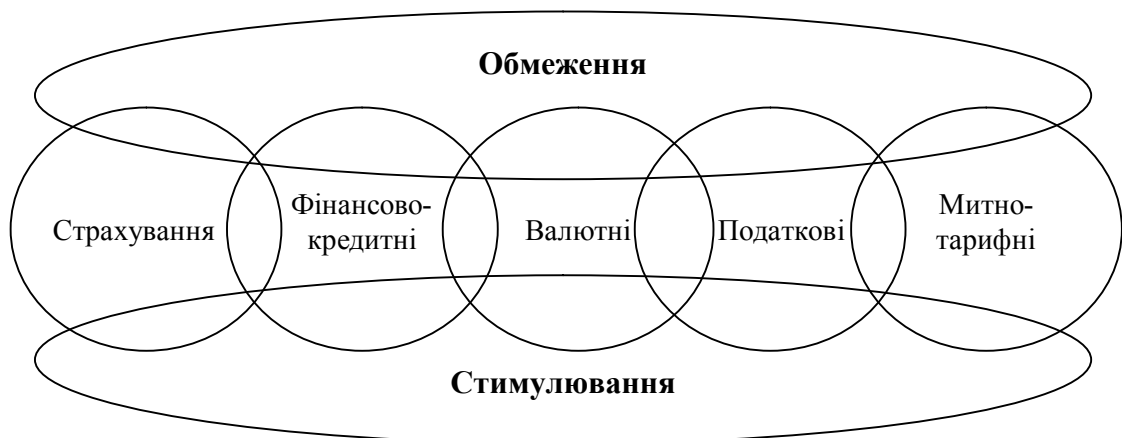 Обмеження
Страхування
Фінансово-
кредитні
Валютні
Податкові
Митно-
тарифні
Стимулювання